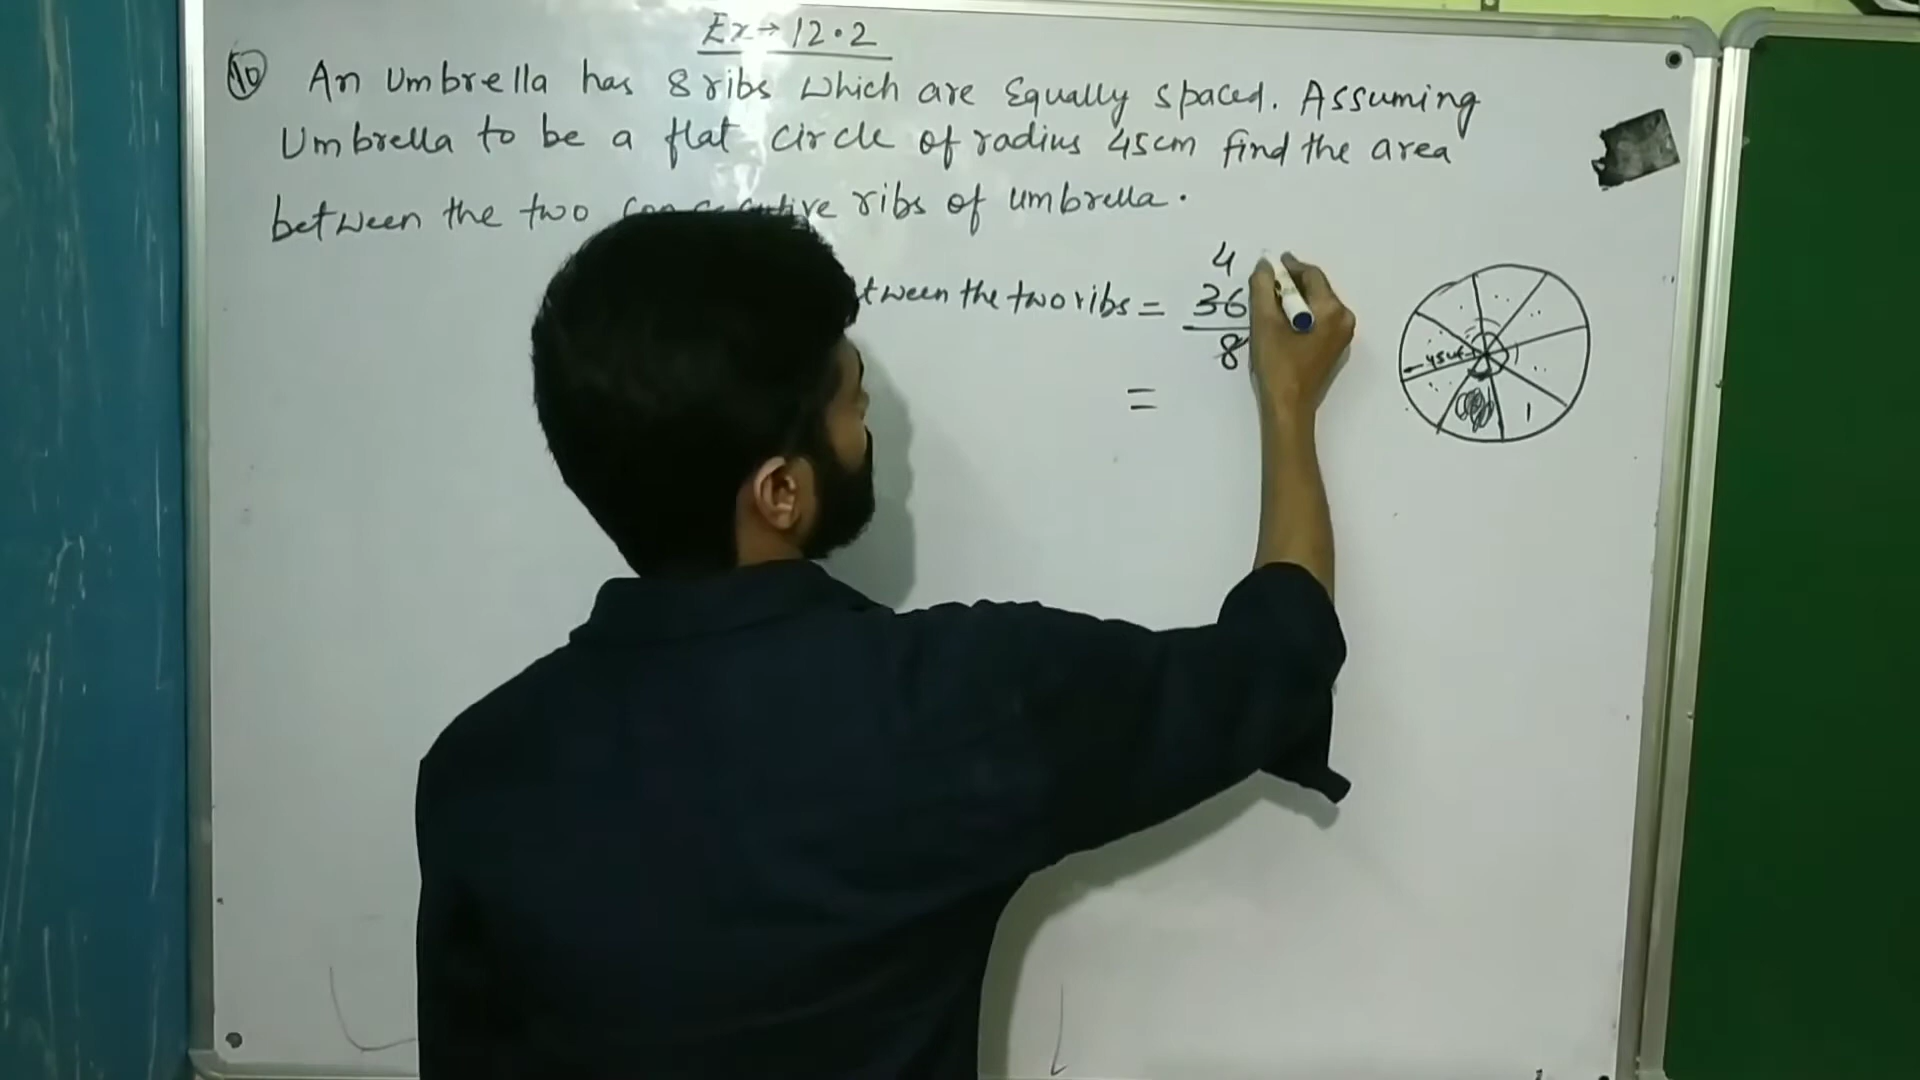 Ex → 12.2
10 An Umbrella has 8 ribs which are Equally spaced. Assuming
Umbrella to be a flat circle of radius 45cm find the area
between the two consecutive ribs of umbrella.
the two ribs = 36
4
8
=
45cm
1